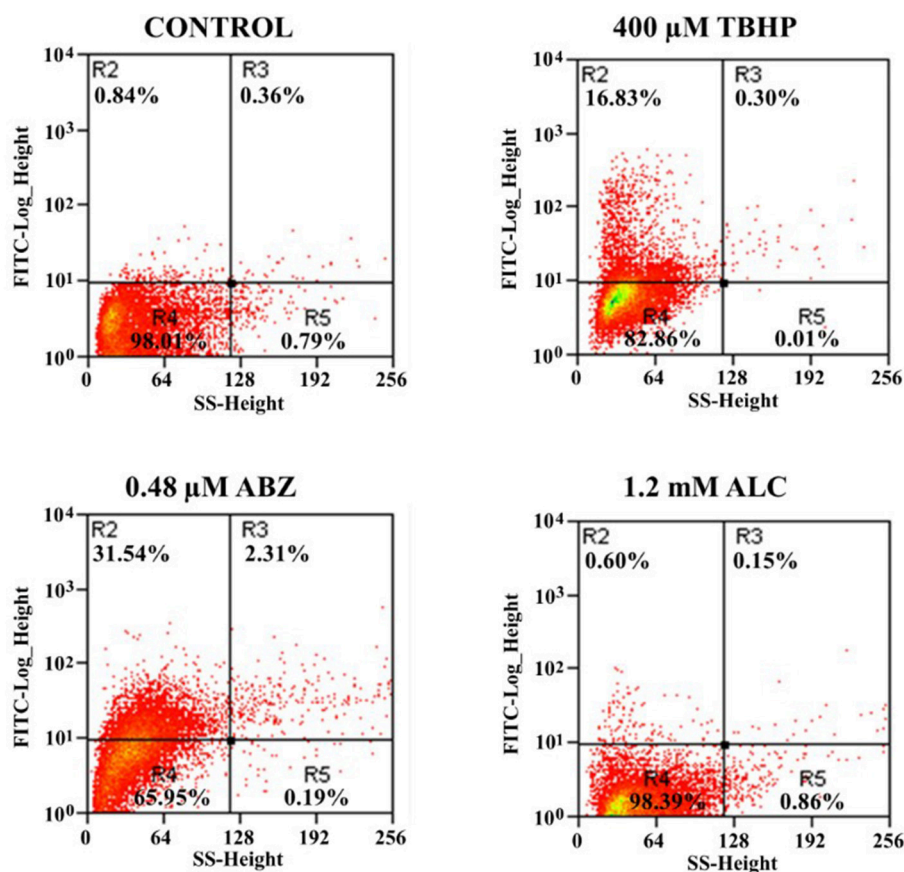 CONTROL
10⁴
R2
R3
0.84%
0.36%
10³
FITC-Log_Height
10²
10¹
R4
R5
98.01%
0.79%
10⁰
0
64
128
192
256
SS-Height
400 μM TBHP
10⁴
R2
R3
16.83%
0.30%
10³
FITC-Log_Height
10²
10¹
R4
R5
82.86%
0.01%
10⁰
0
64
128
192
256
SS-Height
0.48 μM ABZ
10⁴
R2
R3
31.54%
2.31%
10³
FITC-Log_Height
10²
10¹
R4
R5
65.95%
0.19%
10⁰
0
64
128
192
256
SS-Height
1.2 mM ALC
10⁴
R2
R3
0.60%
0.15%
10³
FITC-Log_Height
10²
10¹
R4
R5
98.39%
0.86%
10⁰
0
64
128
192
256
SS-Height